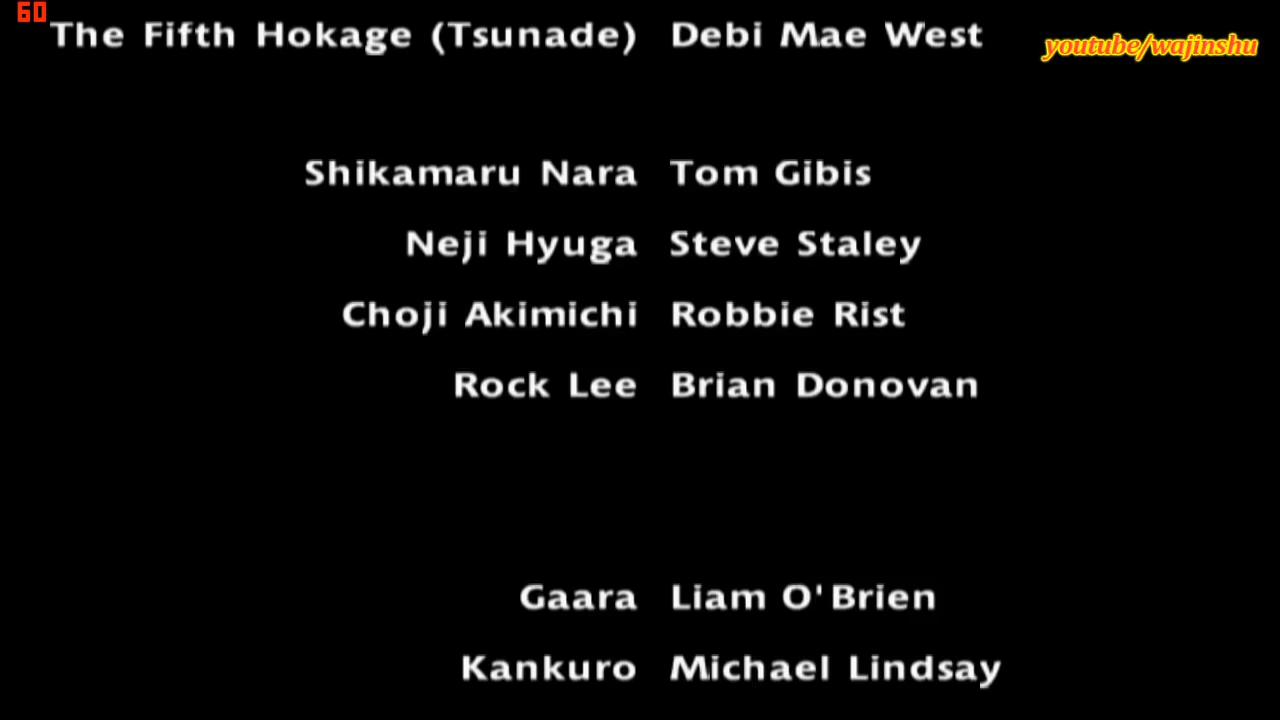 60
The Fifth Hokage (Tsunade) Debi Mae West
youtube/wajinshu
Shikamaru Nara Tom Gibis
Neji Hyuga Steve Staley
Choji Akimichi Robbie Rist
Rock Lee Brian Donovan
Gaara Liam O'Brien
Kankuro Michael Lindsay